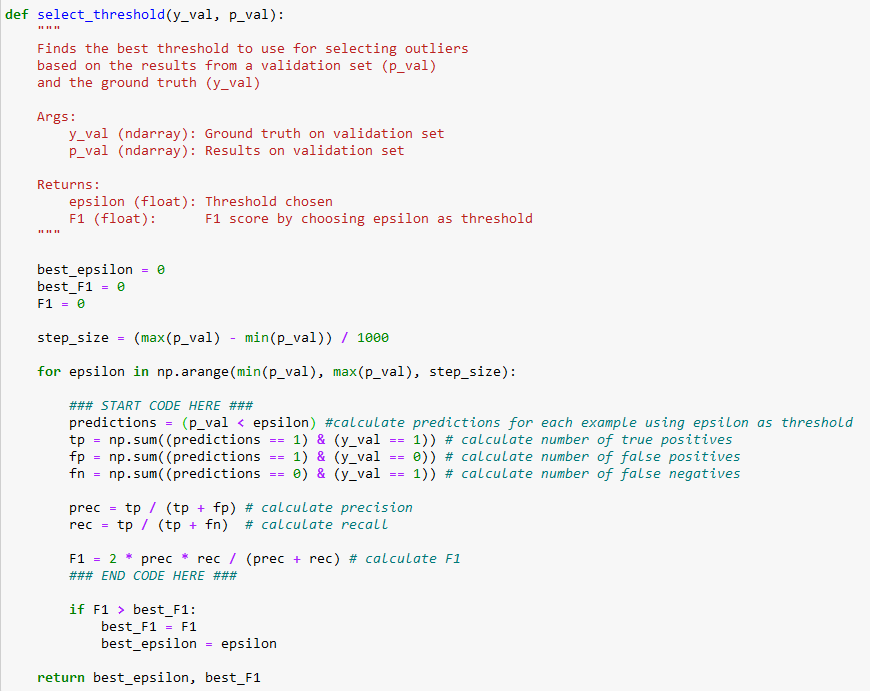 def select_threshold(y_val, p_val):
    """
    Finds the best threshold to use for selecting outliers
    based on the results from a validation set (p_val)
    and the ground truth (y_val)

    Args:
        y_val (ndarray): Ground truth on validation set
        p_val (ndarray): Results on validation set

    Returns:
        epsilon (float): Threshold chosen
        F1 (float):      F1 score by choosing epsilon as threshold
    """

    best_epsilon = 0
    best_F1 = 0
    F1 = 0

    step_size = (max(p_val) - min(p_val)) / 1000

    for epsilon in np.arange(min(p_val), max(p_val), step_size):

        ### START CODE HERE ###
        predictions = (p_val < epsilon) #calculate predictions for each example using epsilon as threshold
        tp = np.sum((predictions == 1) & (y_val == 1)) # calculate number of true positives
        fp = np.sum((predictions == 1) & (y_val == 0)) # calculate number of false positives
        fn = np.sum((predictions == 0) & (y_val == 1)) # calculate number of false negatives

        prec = tp / (tp + fp) # calculate precision
        rec = tp / (tp + fn)  # calculate recall

        F1 = 2 * prec * rec / (prec + rec) # calculate F1
        ### END CODE HERE ###

        if F1 > best_F1:
            best_F1 = F1
            best_epsilon = epsilon

    return best_epsilon, best_F1